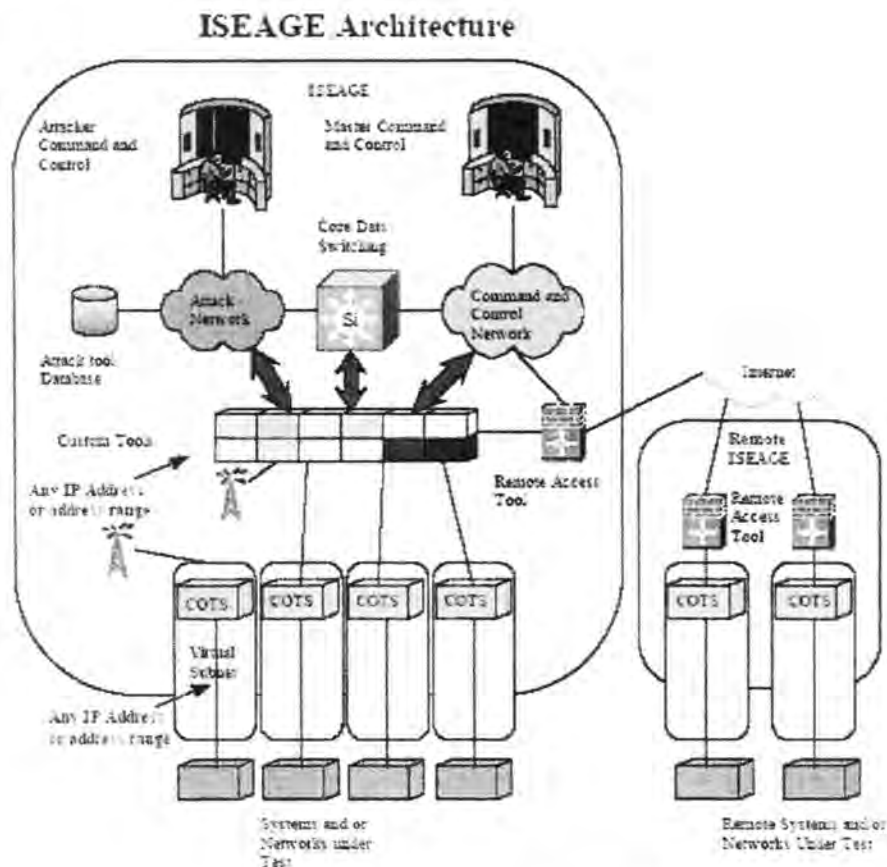 ISEAGE Architecture
ISEAGE
Attacker
Command and
Control
Master Command
and Control
Core Data
Switching
Attack
Network
Si
Command and
Control
Network
Attack tool
Database
Internet
Custom Tools
Any IP Address
or address range
Remote Access
Tool
Remote
ISEAGE
Remote
Access
Tool
COTS
COTS
COTS
COTS
COTS
COTS
Virtual
Subnet
Any IP Address
or address range
Systems and/or
Networks under
Test
Remote Systems and/or
Networks Under Test